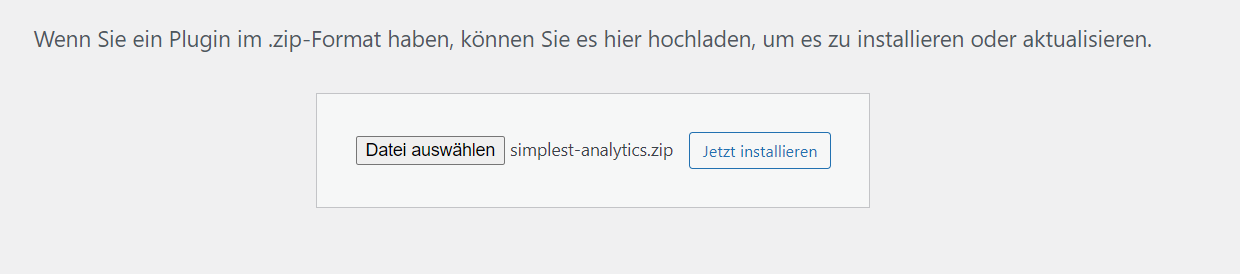 Wenn Sie ein Plugin im .zip-Format haben, können Sie es hier hochladen, um es zu installieren oder aktualisieren.
Datei auswählen simplest-analytics.zip Jetzt installieren